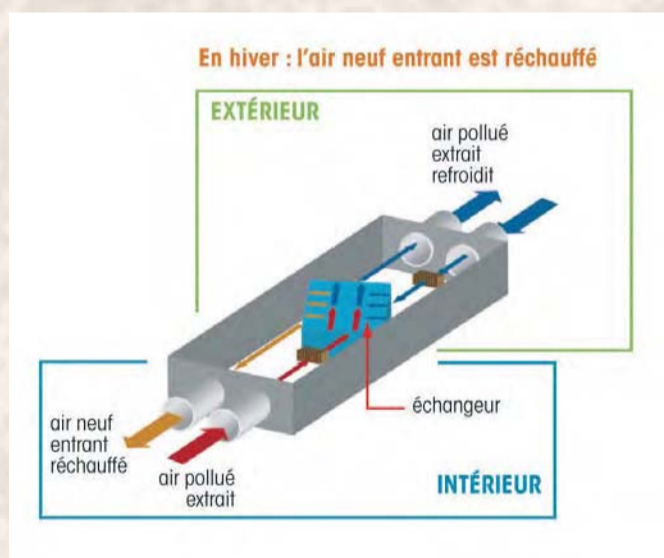 En hiver : l'air neuf entrant est réchauffé
EXTÉRIEUR
air pollué
extrait
refroidit
échangeur
air neuf
entrant
réchauffé
air pollué
extrait
INTÉRIEUR